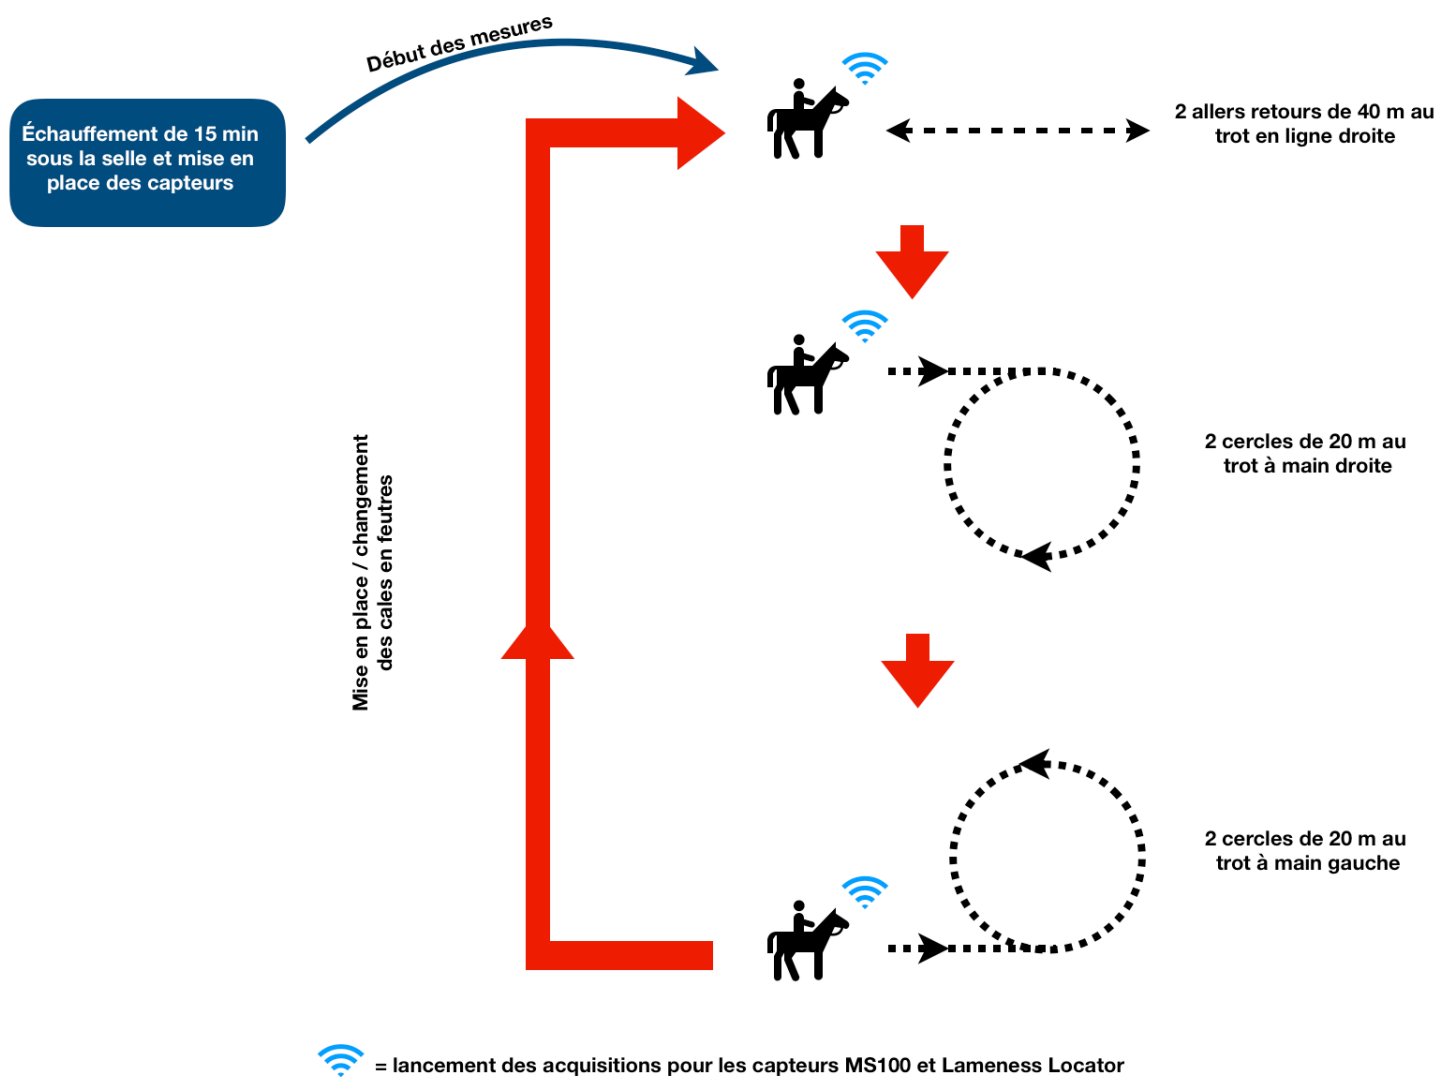 Début des mesures
Échauffement de 15 min
sous la selle et mise en
place des capteurs
2 allers retours de 40 m au
trot en ligne droite
2 cercles de 20 m au
trot à main droite
Mise en place / changement
des cales en feutres
2 cercles de 20 m au
trot à main gauche
= lancement des acquisitions pour les capteurs MS100 et Lameness Locator